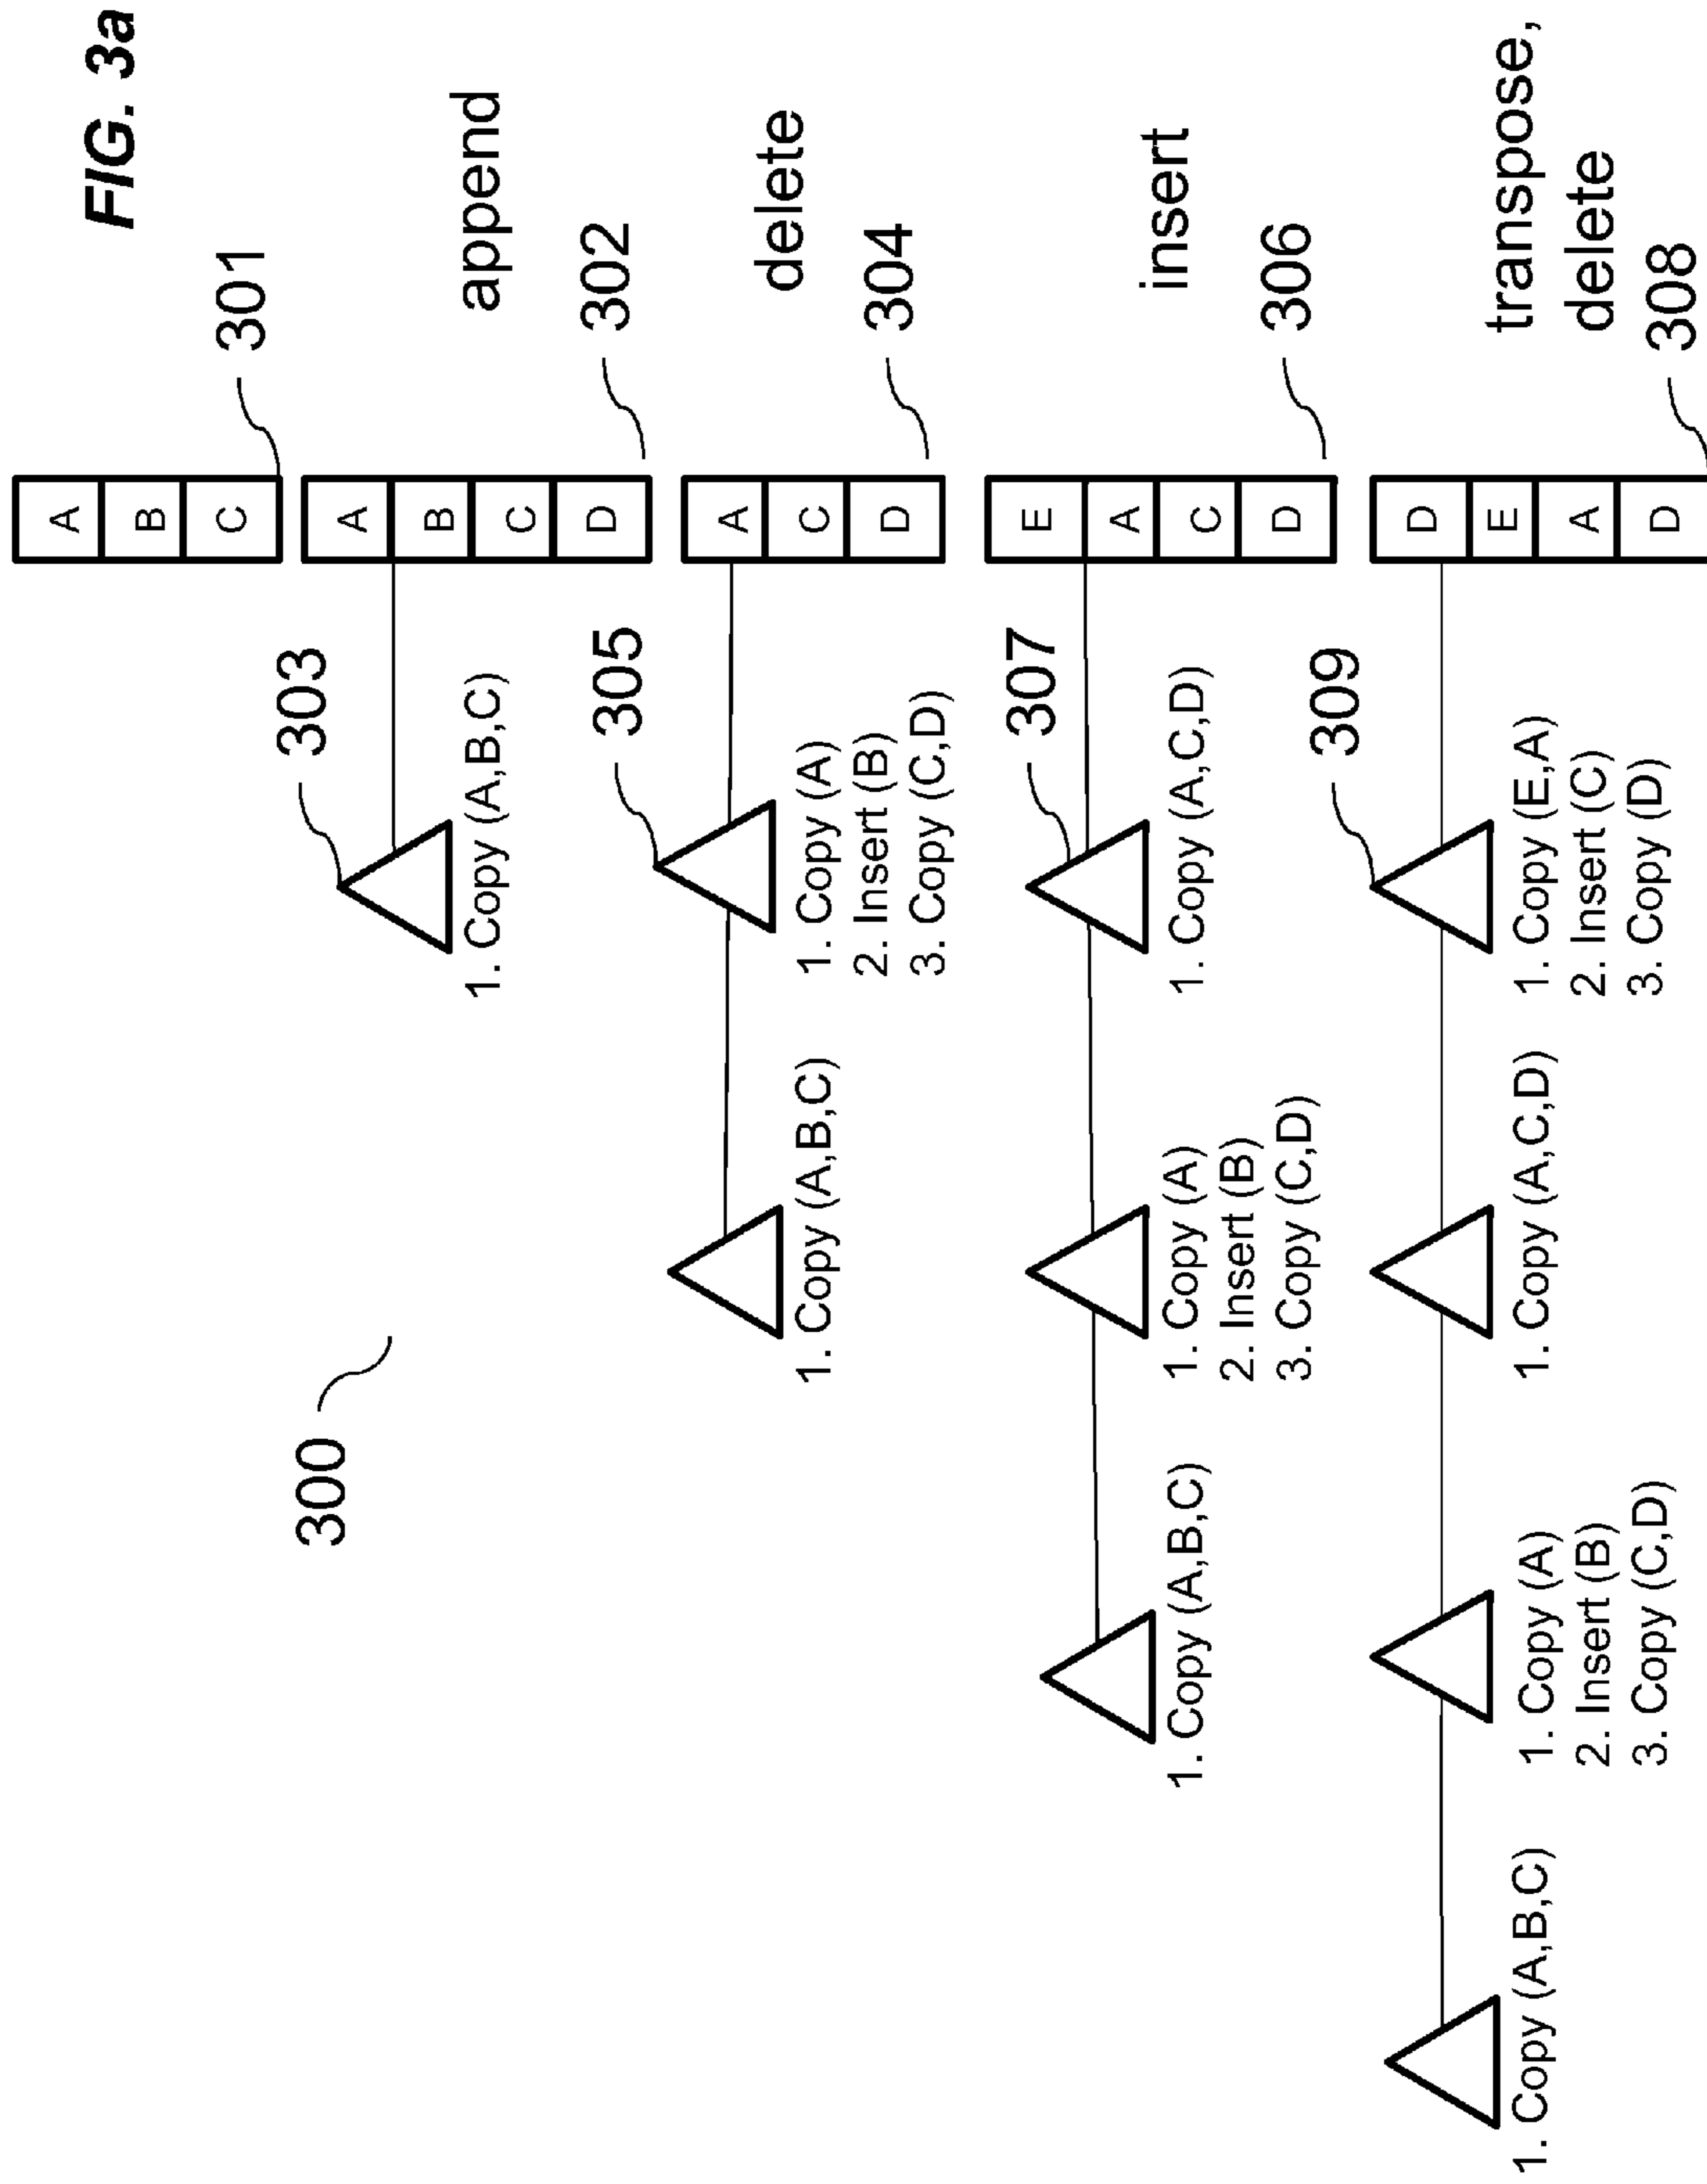 FIG. 3a
A
B
C
301
300
303
1. Copy (A,B,C)
A
B
C
D
append
302
305
1. Copy (A,B,C)
1. Copy (A)
2. Insert (B)
3. Copy (C,D)
A
C
D
delete
304
307
1. Copy (A,B,C)
1. Copy (A)
2. Insert (B)
3. Copy (C,D)
1. Copy (A,C,D)
E
A
C
D
insert
306
309
1. Copy (A,B,C)
1. Copy (A)
2. Insert (B)
3. Copy (C,D)
1. Copy (A,C,D)
1. Copy (E,A)
2. Insert (C)
3. Copy (D)
D
E
A
D
transpose,
delete
308